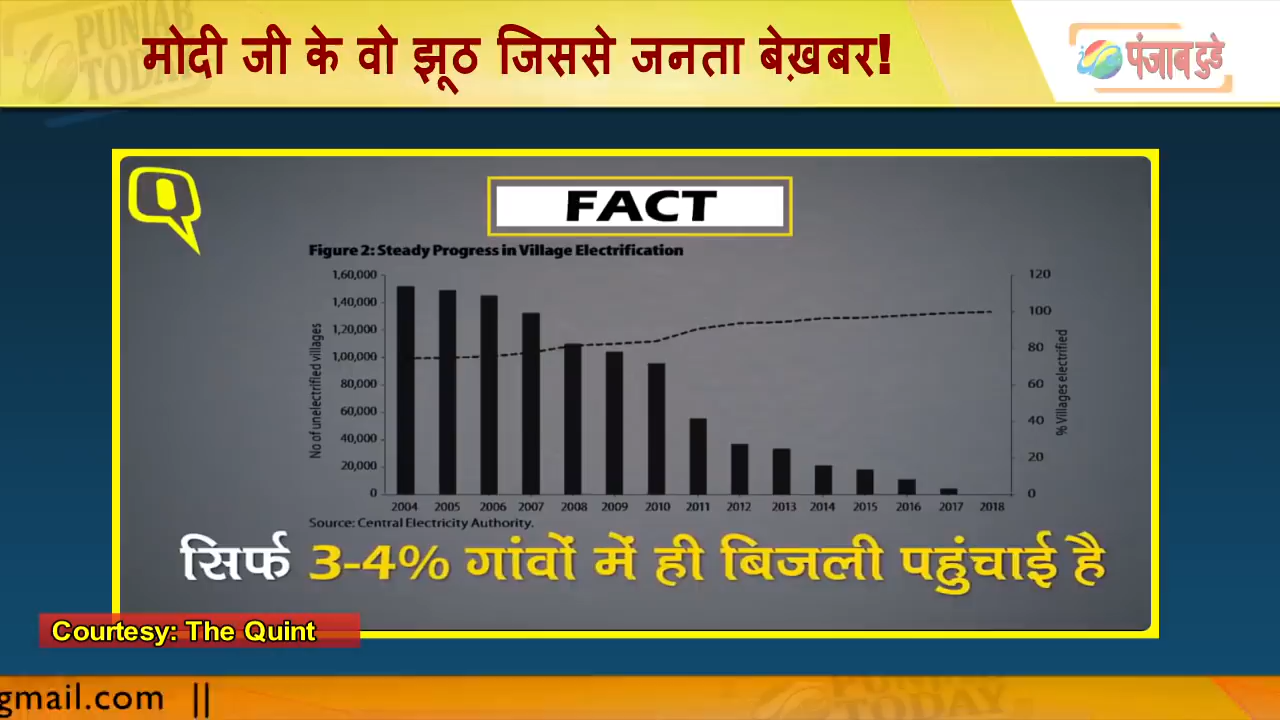 मोदी जी के वो झूठ जिससे जनता बेख़बर!
पंजाब टुडे
PUNJAB
TODAY
FACT
Figure 2: Steady Progress in Village Electrification
No of unelectrified villages
1,60,000
1,40,000
1,20,000
1,00,000
80,000
60,000
40,000
20,000
0
120
100
80
60
40
20
0
% Villages electrified
2004 2005 2006 2007 2008 2009 2010 2011 2012 2013 2014 2015 2016 2017 2018
Source: Central Electricity Authority.
सिर्फ 3-4% गांवों में ही बिजली पहुंचाई है
Courtesy: The Quint
gmail.com ||
PUNJAB
TODAY